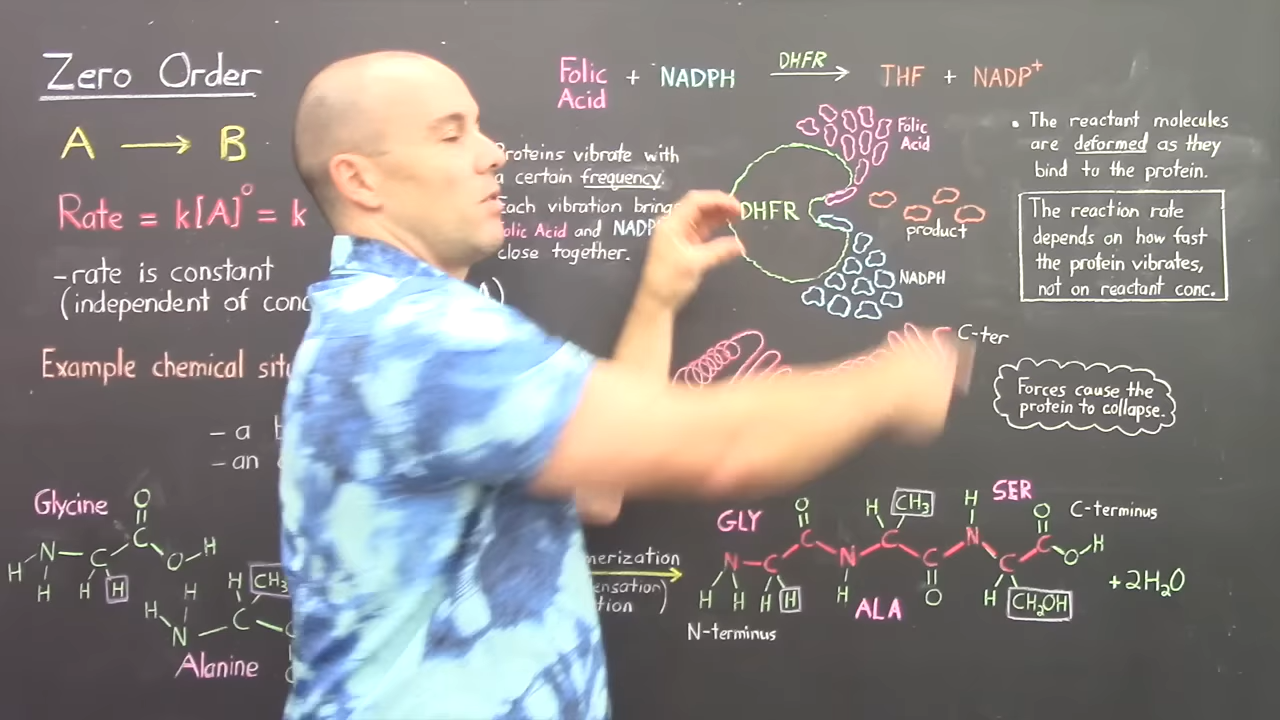 Zero Order
A → B
Rate = k[A]⁰ = k
-rate is constant
(independent of conc
Example chemical
- a
- an
Glycine
O
H N C C O H
H H H
H H CH₃
H N C
Alanine
Folic Acid + NADPH DHFR → THF + NADP⁺
Proteins vibrate with
a certain frequency.
Each vibration brings
Folic Acid and NADPH
close together.
DHFR
Folic
Acid
product
NADPH
• The reactant molecules
are deformed as they
bind to the protein.
The reaction rate
depends on how fast
the protein vibrates,
not on reactant conc.
C-ter
Forces cause the
protein to collapse.
GLY
O H CH₃ H
SER
O
C-terminus
N C C N C C N C C O H
H H H H H O H CH₂OH
ALA
N-terminus
+ 2H₂O